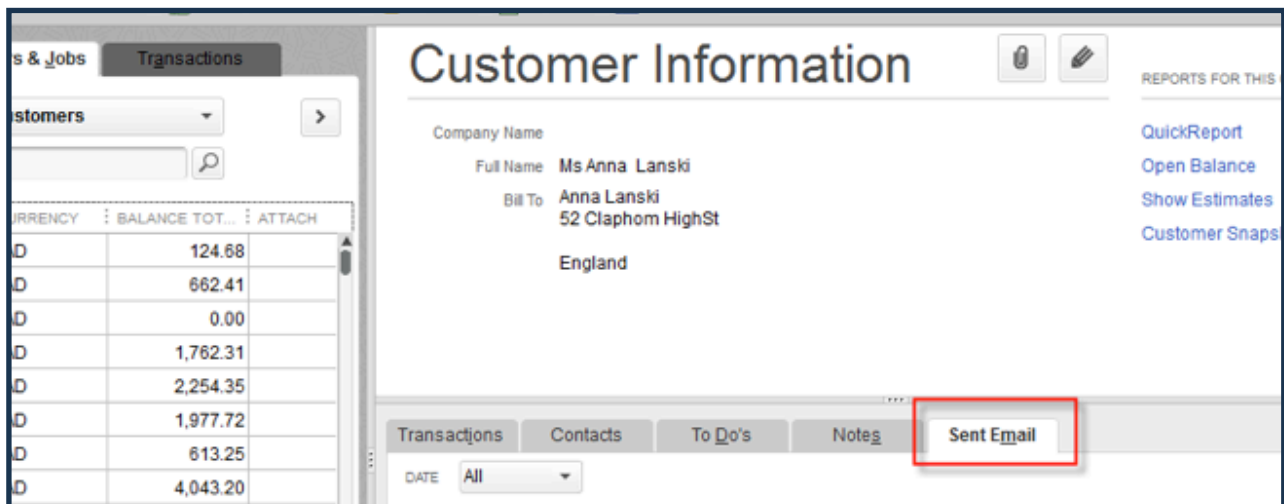 s & Jobs
Transactions
stomers
URRENCY
BALANCE TOT...
ATTACH
AD
124.68
AD
662.41
AD
0.00
AD
1,762.31
AD
2,254.35
AD
1,977.72
AD
613.25
AD
4,043.20
Customer Information
Company Name
Full Name Ms Anna Lanski
Bill To Anna Lanski
52 Claphom HighSt
England
REPORTS FOR THIS
QuickReport
Open Balance
Show Estimates
Customer Snaps
Transactions
Contacts
To Do's
Notes
Sent Email
DATE All